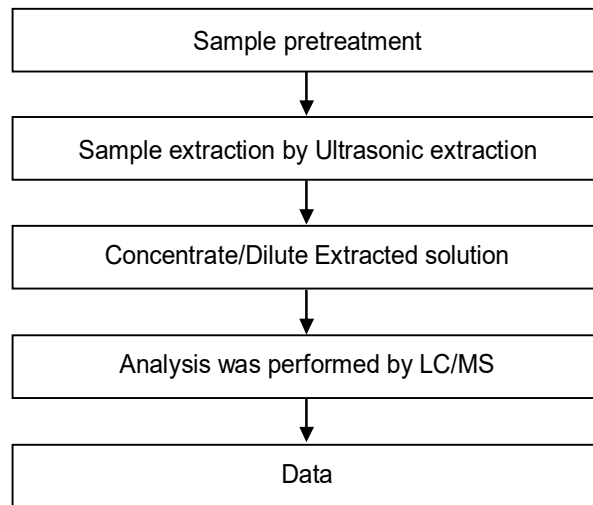 Sample pretreatment
Sample extraction by Ultrasonic extraction
Concentrate/Dilute Extracted solution
Analysis was performed by LC/MS
Data